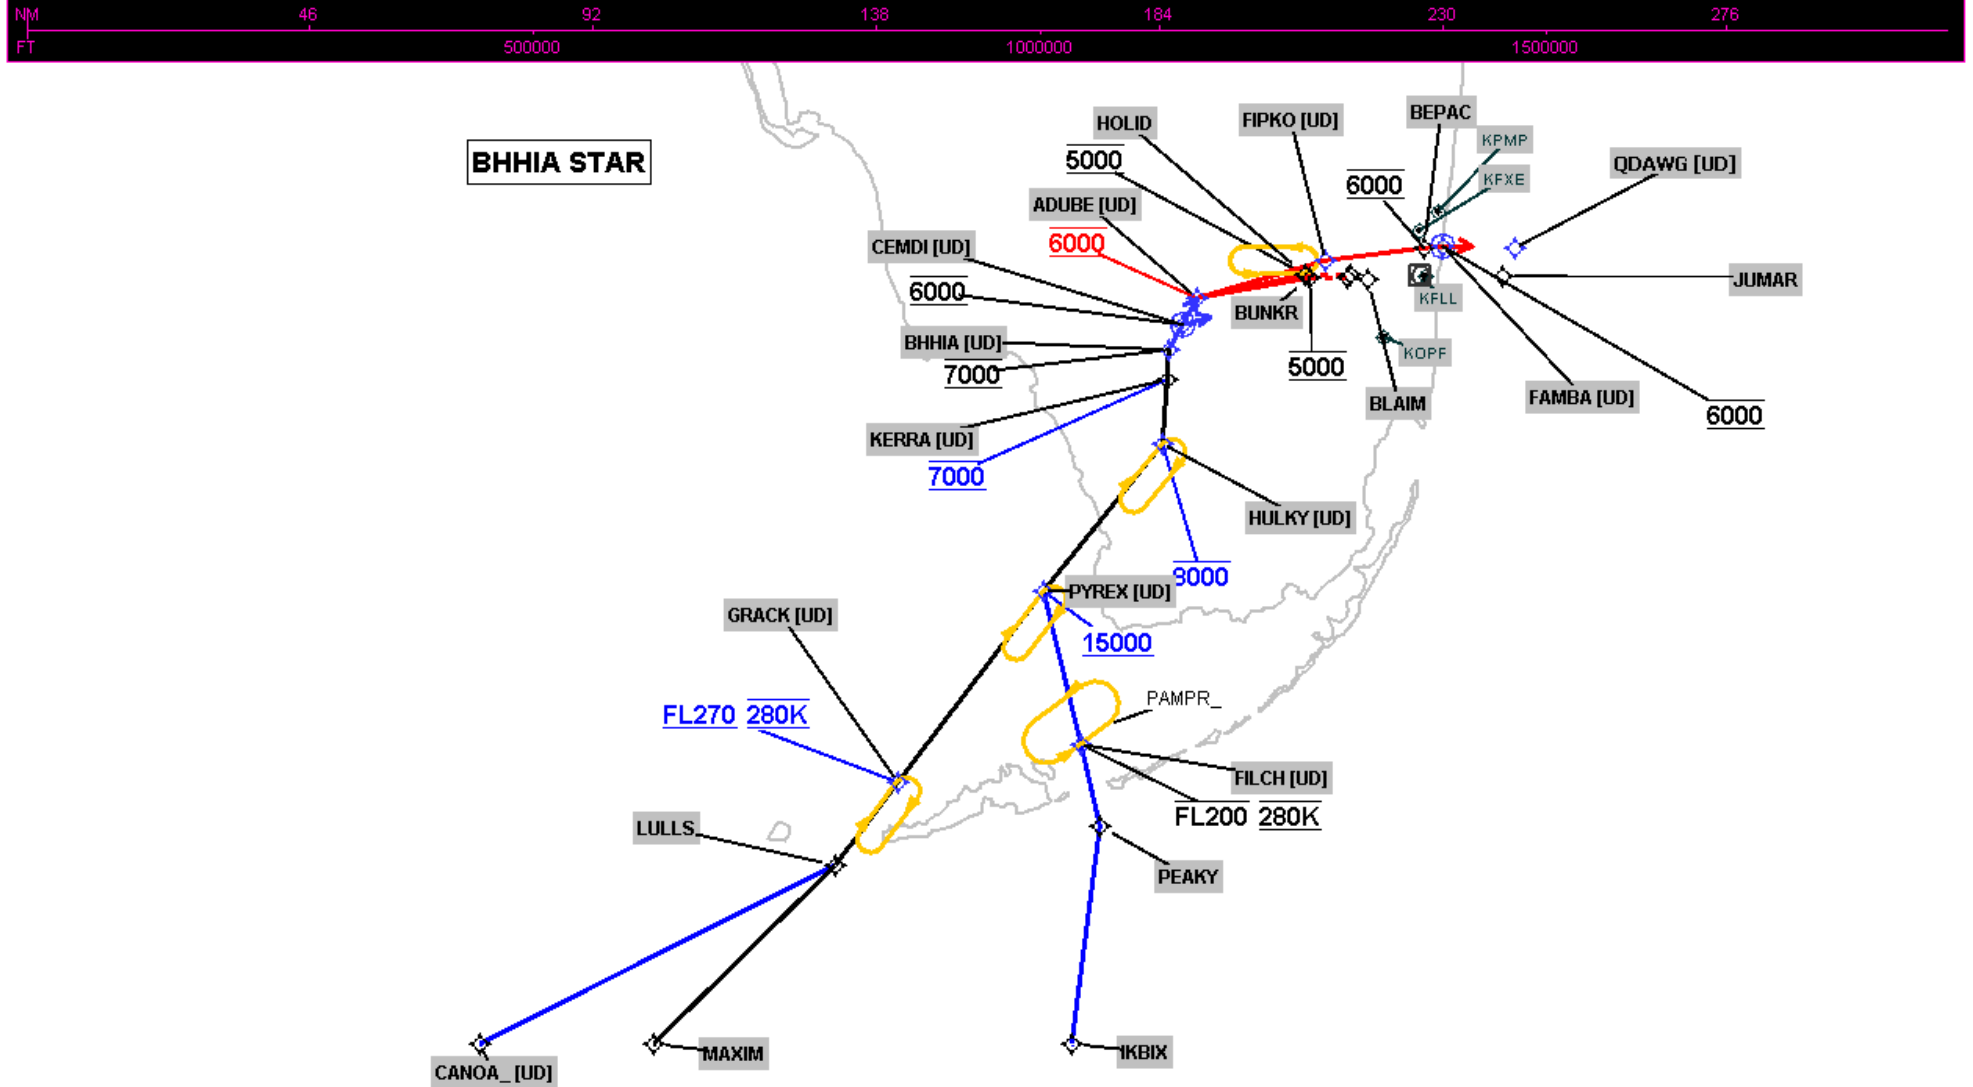 NM 46 92 138 184 230 276
FT 500000 1000000 1500000
BHHIA STAR
HOLID
5000
FIPKO [UD]
BEPAC
KPMP
KFXE
6000
QDAWG [UD]
ADUBE [UD]
6000
CEMDI [UD]
6000
BHHIA [UD]
7000
BUNKR
5000
KFLL
JUMAR
KOPF
BLAIM
FAMBA [UD]
6000
KERRA [UD]
7000
HULKY [UD]
8000
PYREX [UD]
15000
GRACK [UD]
FL270 280K
PAMPR_
FILCH [UD]
FL200 280K
LULLS
PEAKY
CANOA_ [UD]
MAXIM
IKBIX